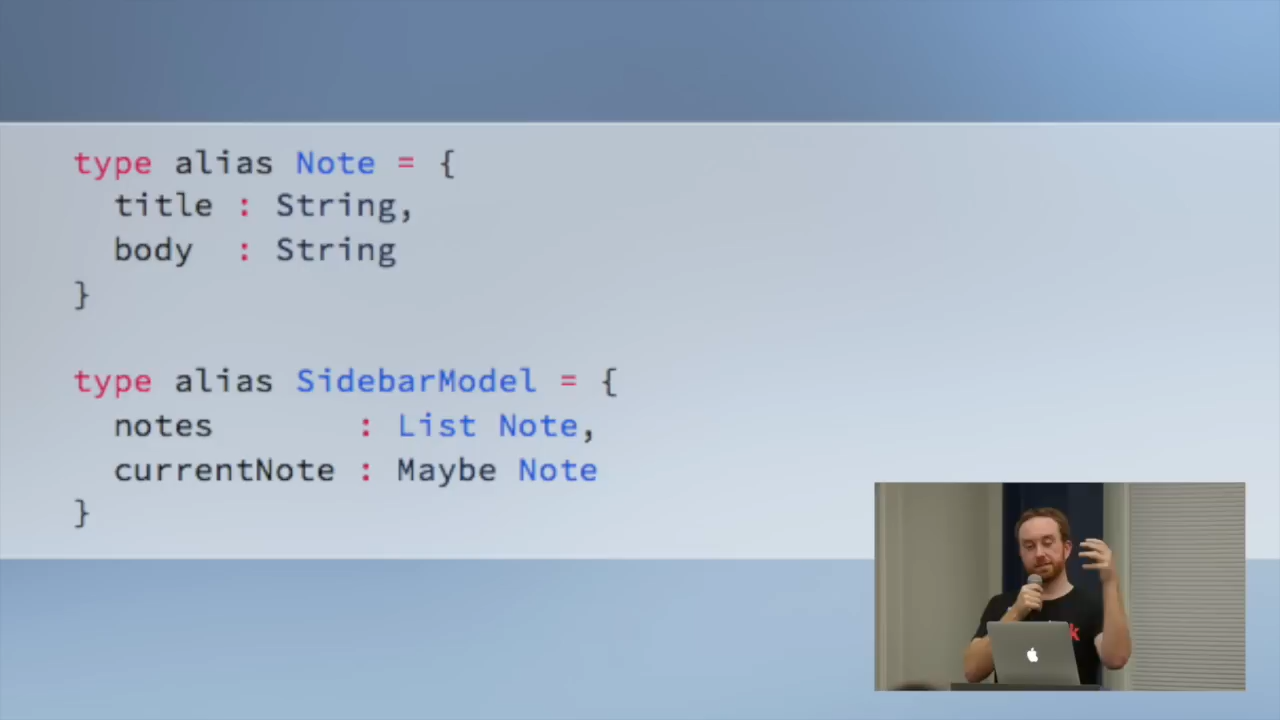 type alias Note = {
  title : String,
  body  : String
}
type alias SidebarModel = {
  notes       : List Note,
  currentNote : Maybe Note
}